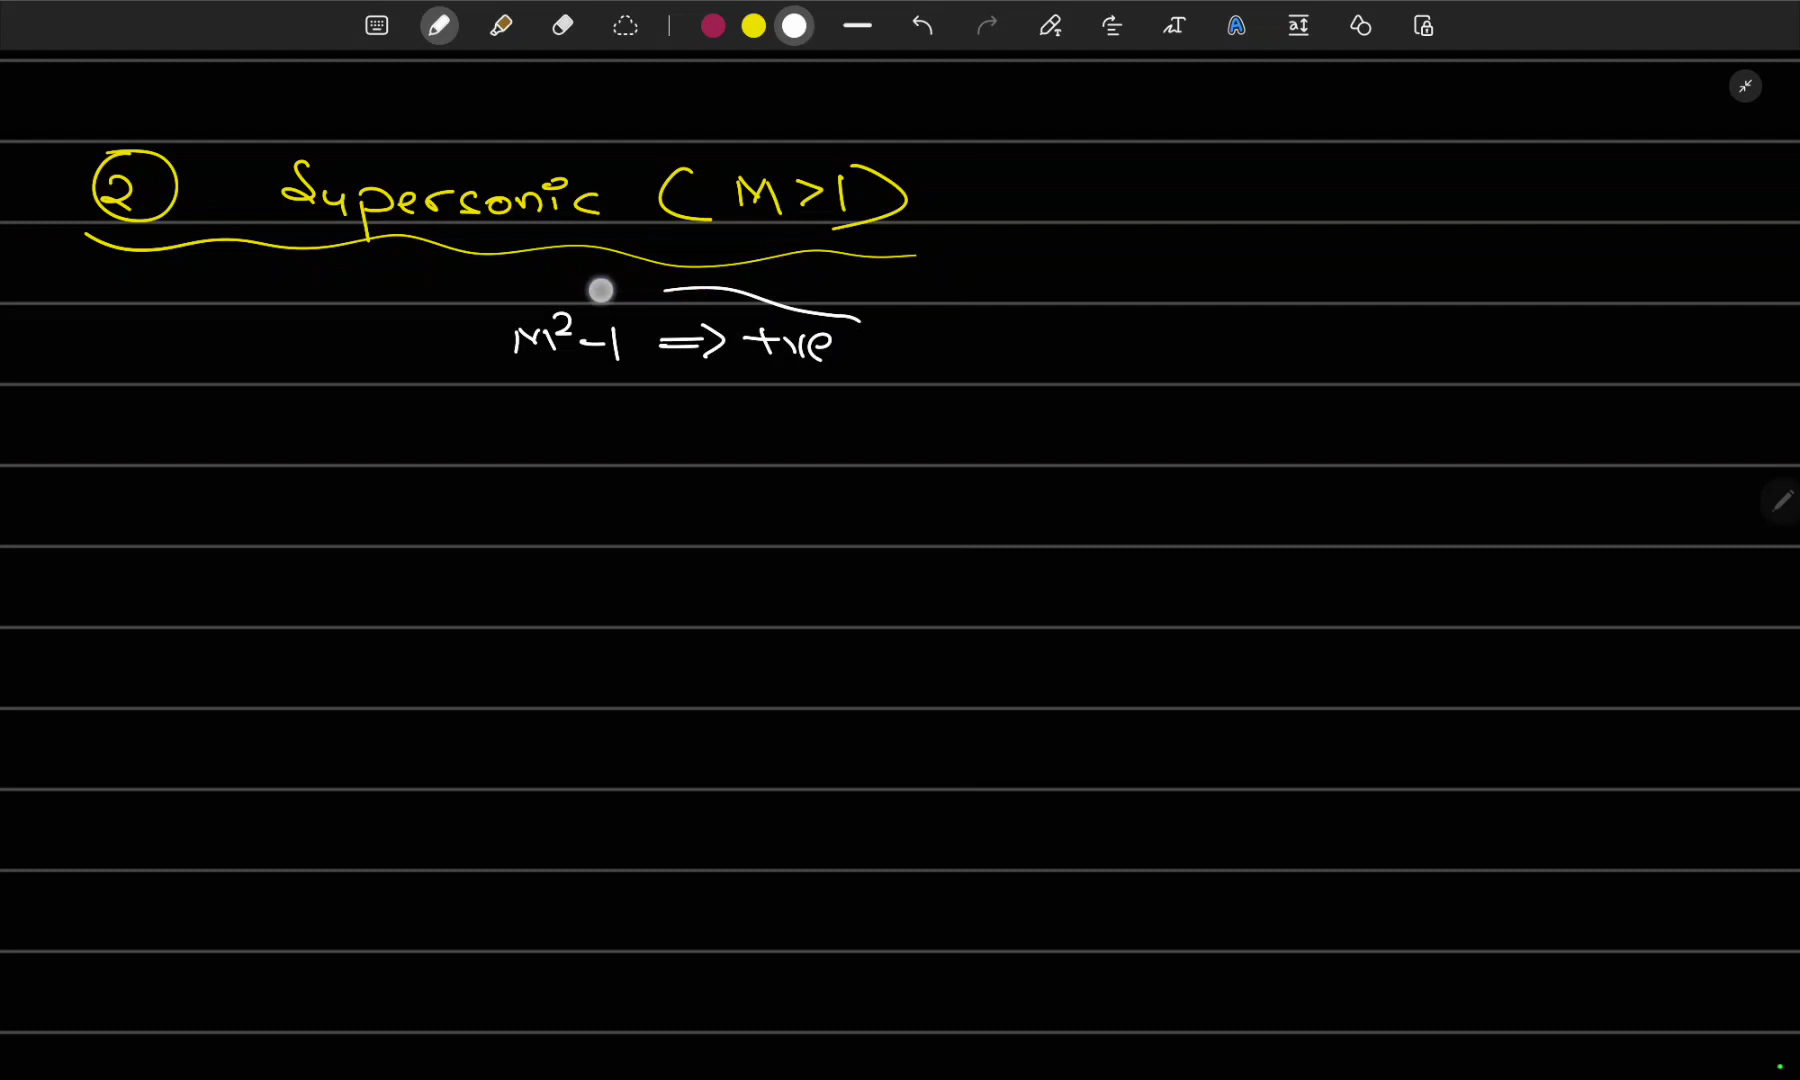 ② Supersonic (M>1)
M²-1 => +ve